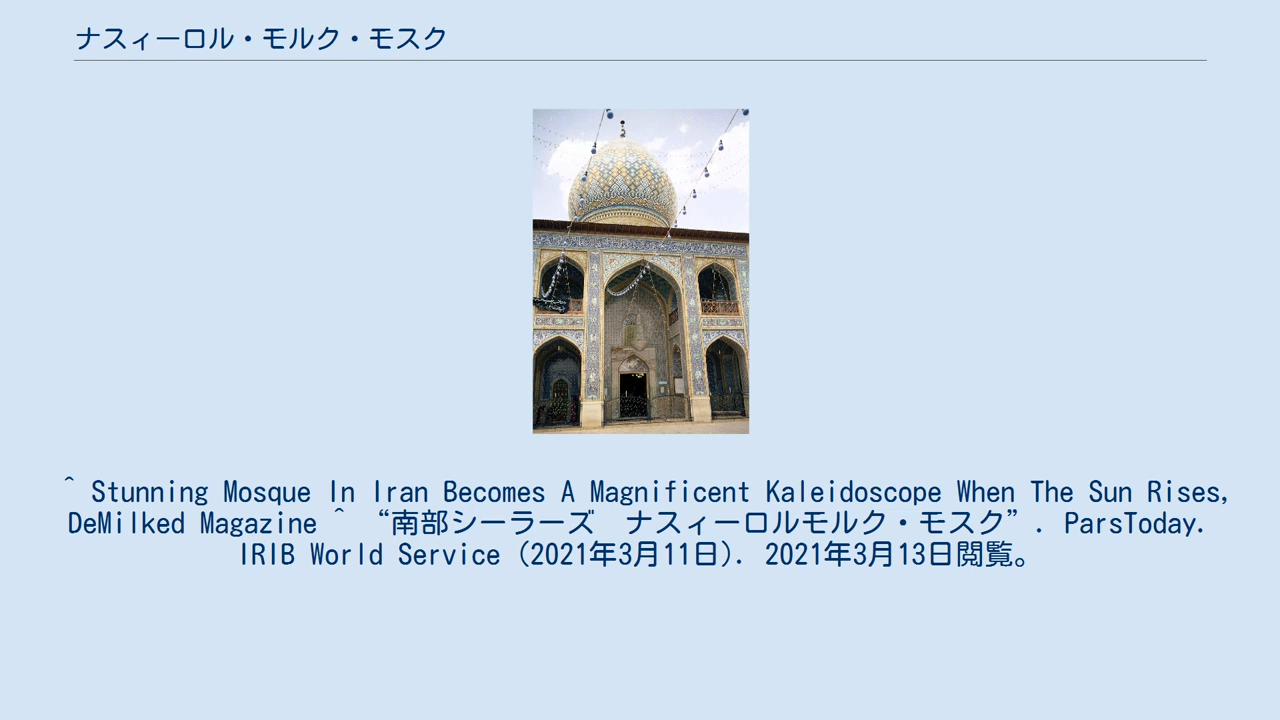 ナスィーロル・モルク・モスク
^ Stunning Mosque In Iran Becomes A Magnificent Kaleidoscope When The Sun Rises,
DeMilked Magazine ^ “南部シーラーズ　ナスィーロルモルク・モスク”. ParsToday.
IRIB World Service (2021年3月11日). 2021年3月13日閲覧。